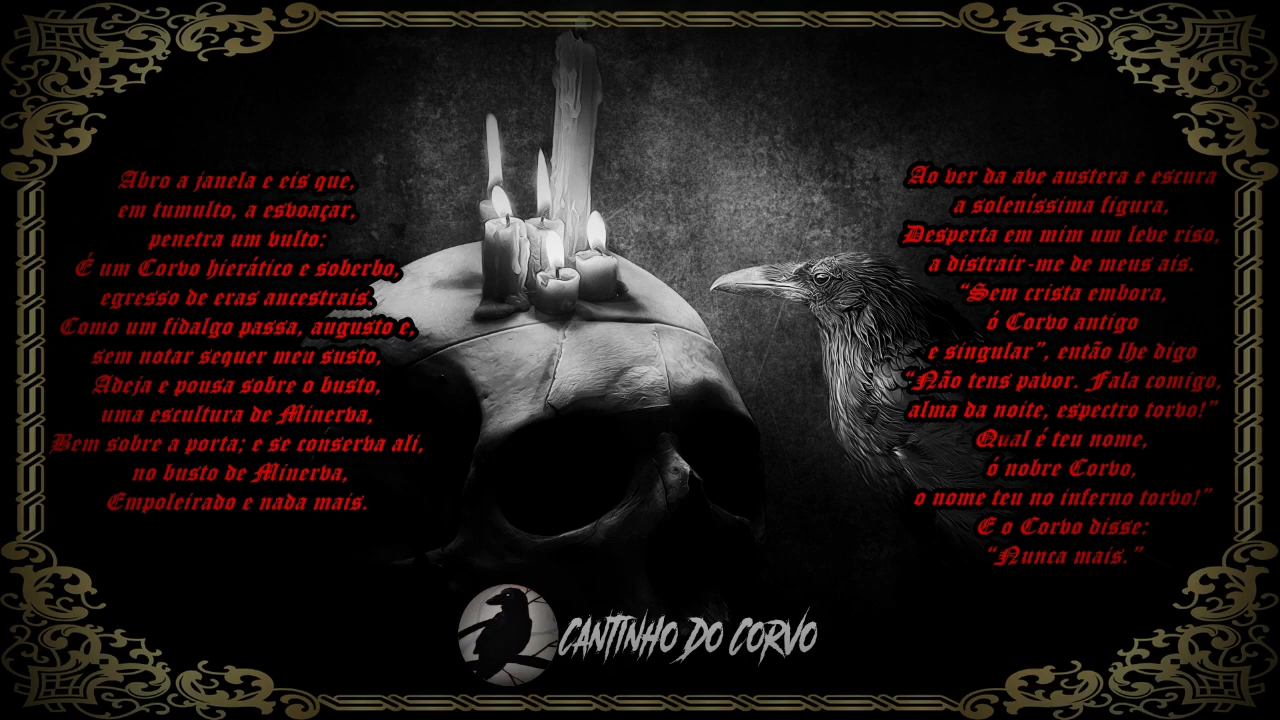 Abro a janela e eis que,
em tumulto, a esvoaçar,
penetra um vulto:
É um Corvo hierático e soberbo,
egresso de eras ancestrais.
Como um fidalgo passa, augusto e,
sem notar sequer meu susto,
Adeja e pousa sobre o busto,
uma escultura de Minerva,
Bem sobre a porta; e se conserva ali,
no busto de Minerva,
Empoleirado e nada mais.
Ao ver da ave austera e escura
a soleníssima figura,
Desperta em mim um leve riso,
a distrair-me de meus ais.
“Sem crista embora,
ó Corvo antigo
e singular”, então lhe digo
“Não tens pavor. Fala comigo,
alma da noite, espectro torvo!”
Qual é teu nome,
ó nobre Corvo,
o nome teu no inferno torvo!”
E o Corvo disse:
“Nunca mais.”
CANTINHO DO CORVO